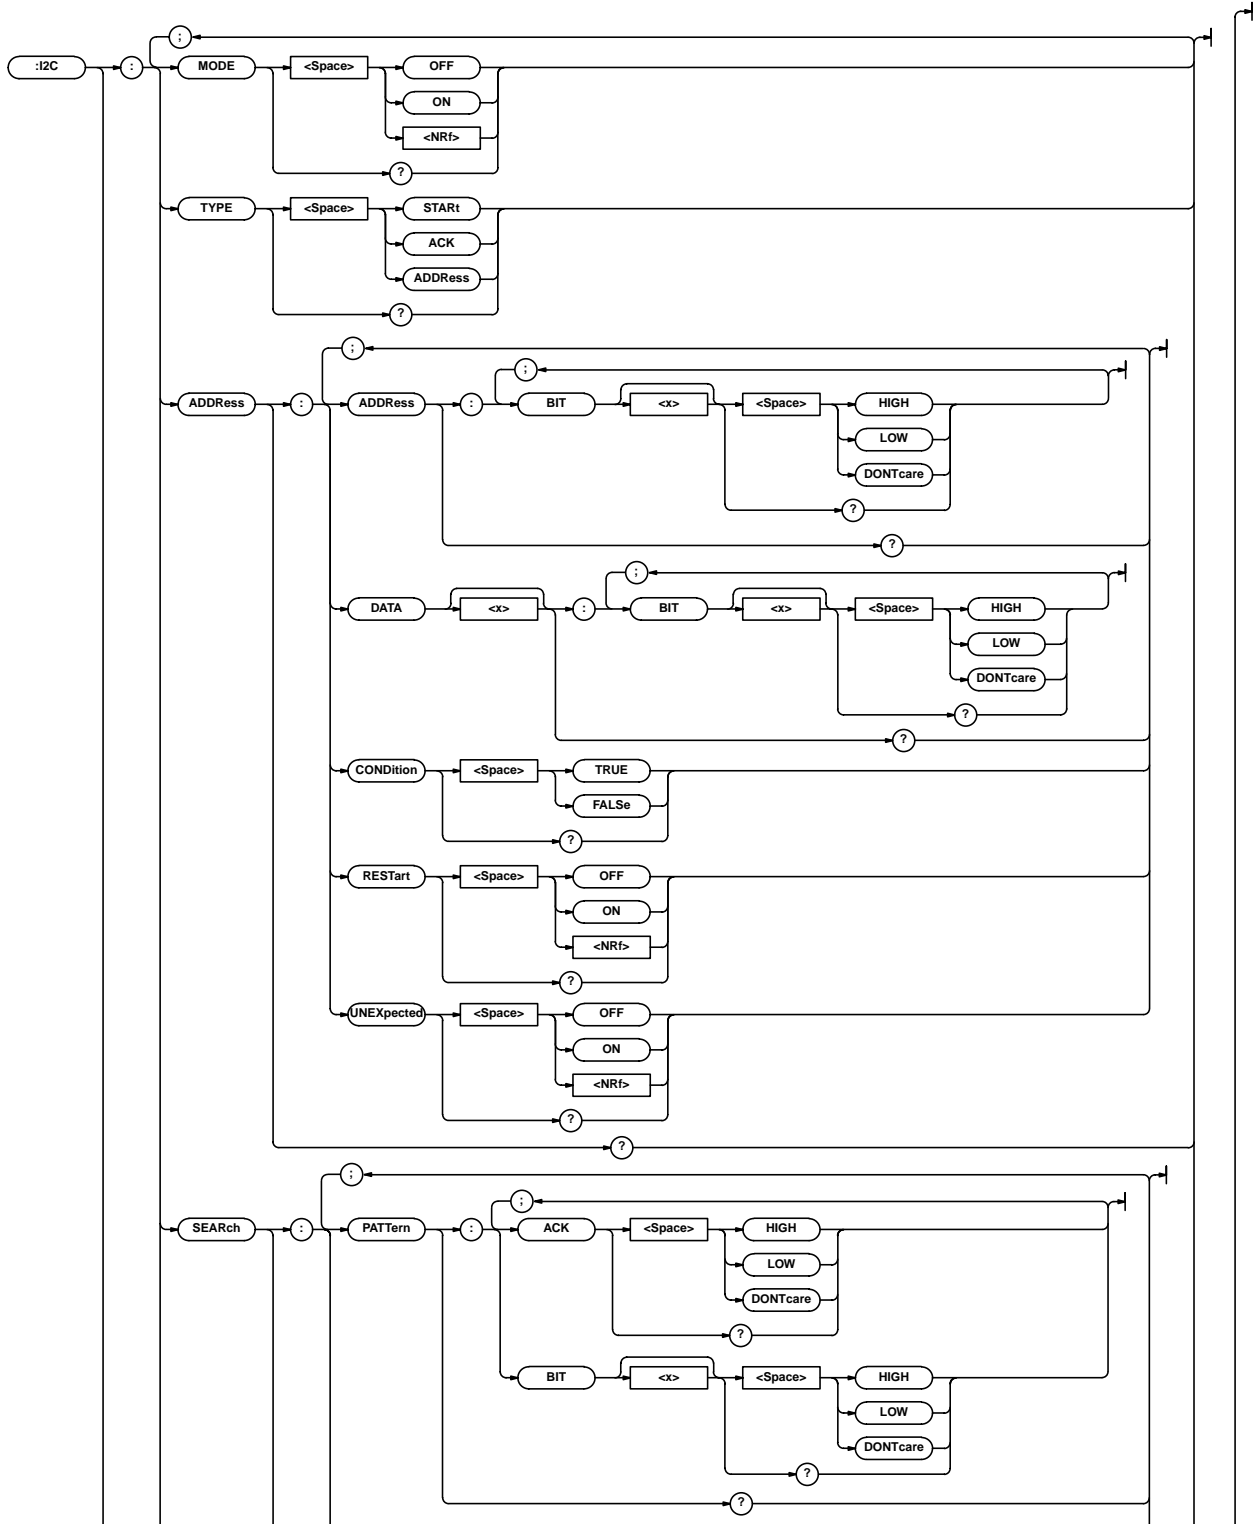 ;
:I2C : MODE <Space> OFF
ON
<NRf>
?
TYPE <Space> STARt
ACK
ADDRess
?
;
;
ADDRess : ADDRess : BIT <x> <Space> HIGH
LOW
DONTcare
?
?
;
DATA <x> : BIT <x> <Space> HIGH
LOW
DONTcare
?
?
CONDition <Space> TRUE
FALSe
?
RESTart <Space> OFF
ON
<NRf>
?
UNEXpected <Space> OFF
ON
<NRf>
?
?
;
;
SEARch : PATTern : ACK <Space> HIGH
LOW
DONTcare
?
BIT <x> <Space> HIGH
LOW
DONTcare
?
?